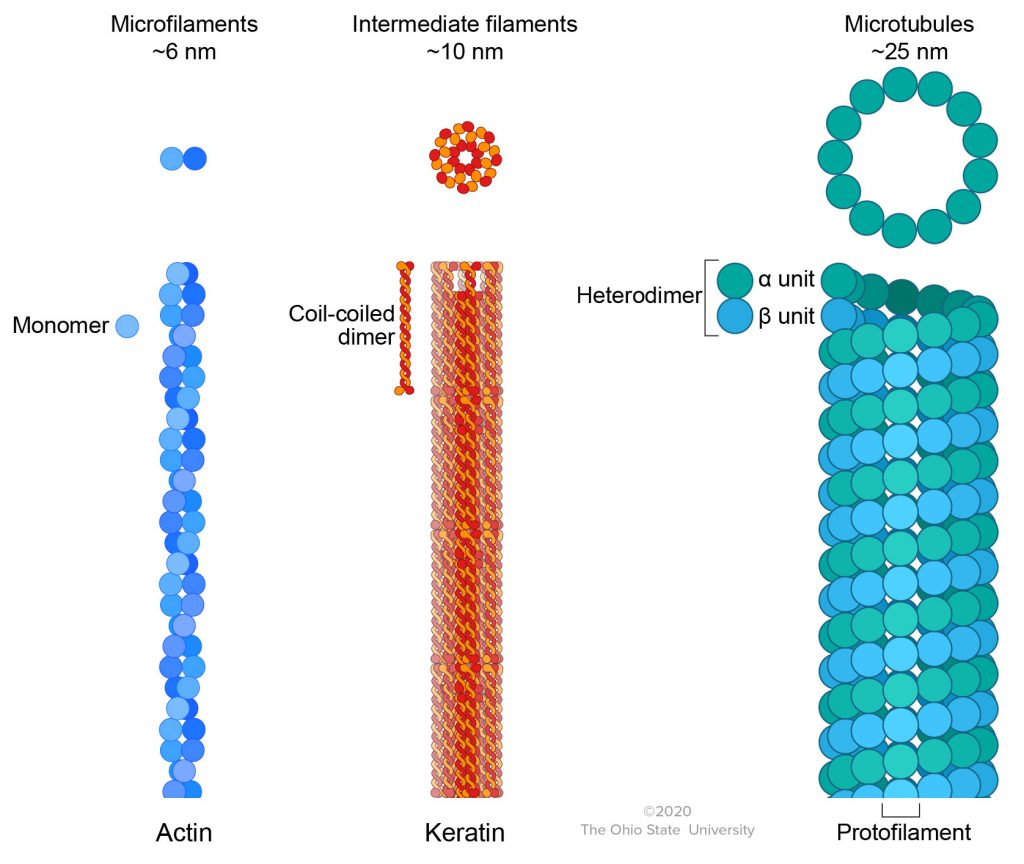 Microfilaments
~6 nm
Intermediate filaments
~10 nm
Microtubules
~25 nm
Monomer
Coil-coiled
dimer
Heterodimer
α unit
β unit
Actin
Keratin
©2020
The Ohio State University
Protofilament